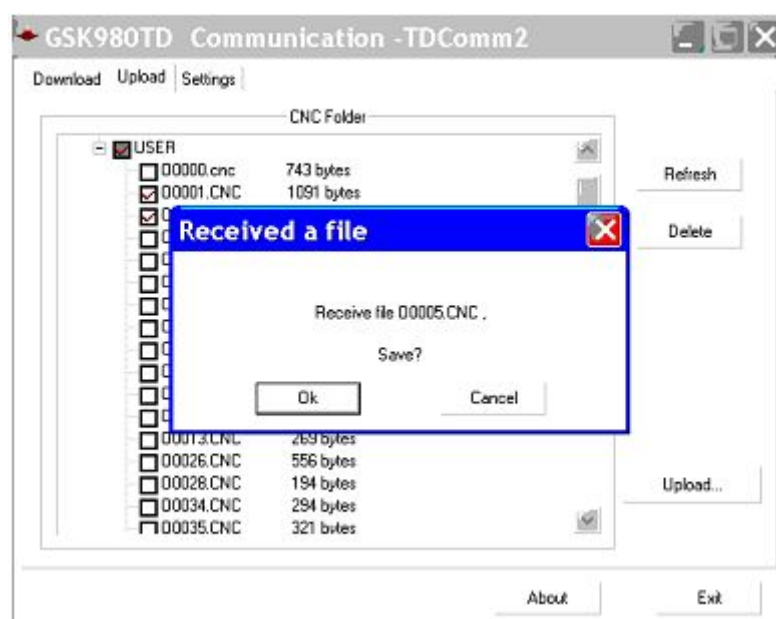 GSK980TD Communication -TDComm2
Download Upload Settings
CNC Folder
USER
O0000.cnc 743 bytes
Refresh
O0001.CNC 1091 bytes
Received a file
Delete
Receive file O0005.CNC .
Save?
Ok Cancel
O0013.CNC 269 bytes
O0026.CNC 556 bytes
O0028.CNC 194 bytes
Upload...
O0034.CNC 294 bytes
O0035.CNC 321 bytes
About Exit